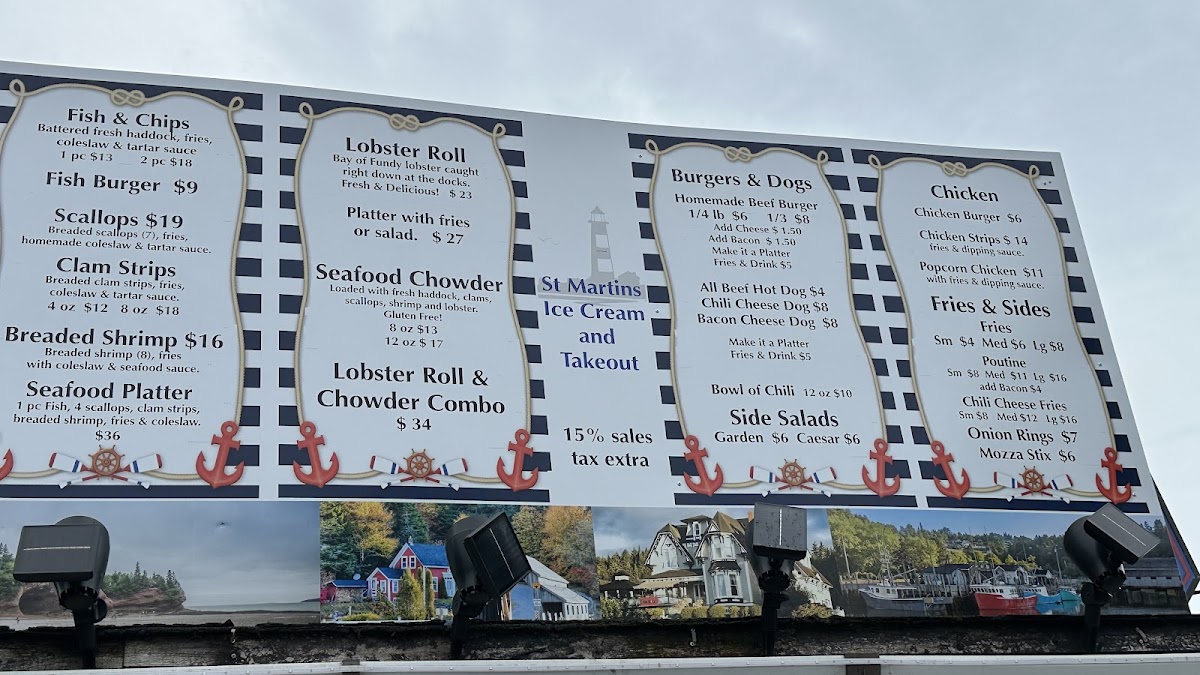 Fish & Chips
Battered fresh haddock, fries,
coleslaw & tartar sauce
1 pc $13 2 pc $18
Fish Burger $9
Scallops $19
Breaded scallops (7), fries,
homemade coleslaw & tartar sauce.
Clam Strips
Breaded clam strips, fries,
coleslaw & tartar sauce.
4 oz $12 8 oz $18
Breaded Shrimp $16
Breaded shrimp (8), fries
with coleslaw & seafood sauce.
Seafood Platter
1 pc Fish, 4 scallops, clam strips,
breaded shrimp, fries & coleslaw.
$36
Lobster Roll
Bay of Fundy lobster caught
right down at the docks.
Fresh & Delicious! $ 23
Platter with fries
or salad. $ 27
Seafood Chowder
Loaded with fresh haddock, clams,
scallops, shrimp and lobster.
Gluten Free!
8 oz $13
12 oz $ 17
Lobster Roll &
Chowder Combo
$ 34
St Martins
Ice Cream
and
Takeout
15% sales
tax extra
Burgers & Dogs
Homemade Beef Burger
1/4 lb $6 1/3 $8
Add Cheese $ 1.50
Add Bacon $ 1.50
Make it a Platter
Fries & Drink $5
All Beef Hot Dog $4
Chili Cheese Dog $8
Bacon Cheese Dog $8
Make it a Platter
Fries & Drink $5
Bowl of Chili 12 oz $10
Side Salads
Garden $6 Caesar $6
Chicken
Chicken Burger $6
Chicken Strips $ 14
fries & dipping sauce.
Popcorn Chicken $11
with fries & dipping sauce.
Fries & Sides
Fries
Sm $4 Med $6 Lg $8
Poutine
Sm $8 Med $11 Lg $16
add Bacon $4
Chili Cheese Fries
Sm $8 Med $12 Lg $16
Onion Rings $7
Mozza Stix $6